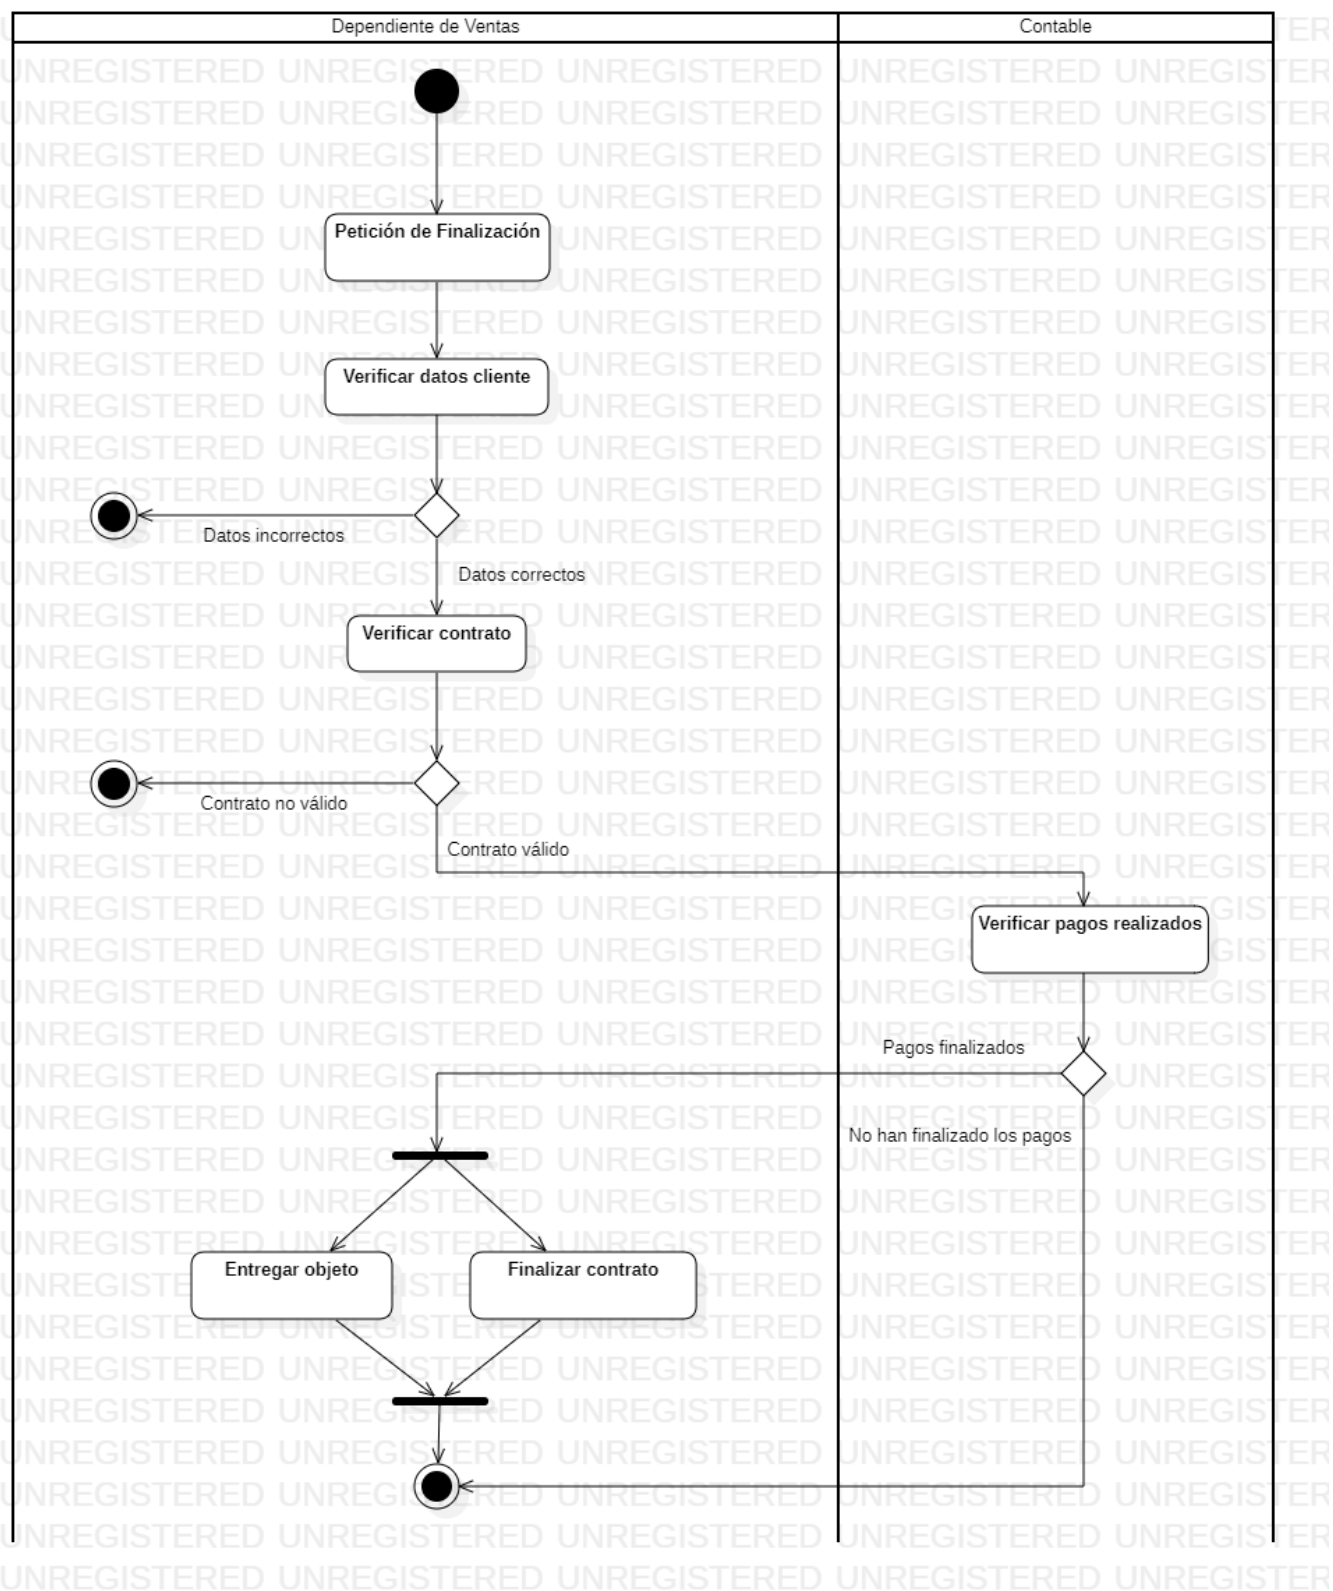 Dependiente de Ventas
Contable
Petición de Finalización
Verificar datos cliente
Datos incorrectos
Datos correctos
Verificar contrato
Contrato no válido
Contrato válido
Verificar pagos realizados
Pagos finalizados
No han finalizado los pagos
Entregar objeto
Finalizar contrato
UNREGISTERED